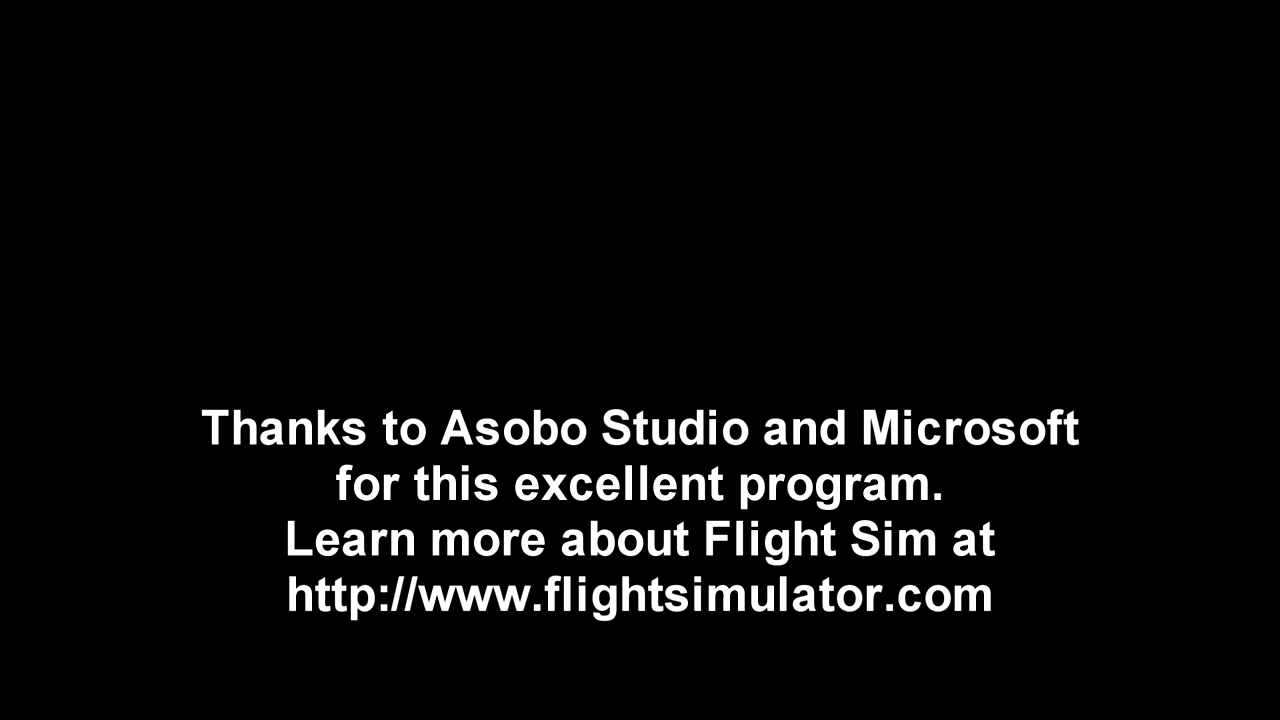 Thanks to Asobo Studio and Microsoft
for this excellent program.
Learn more about Flight Sim at
http://www.flightsimulator.com